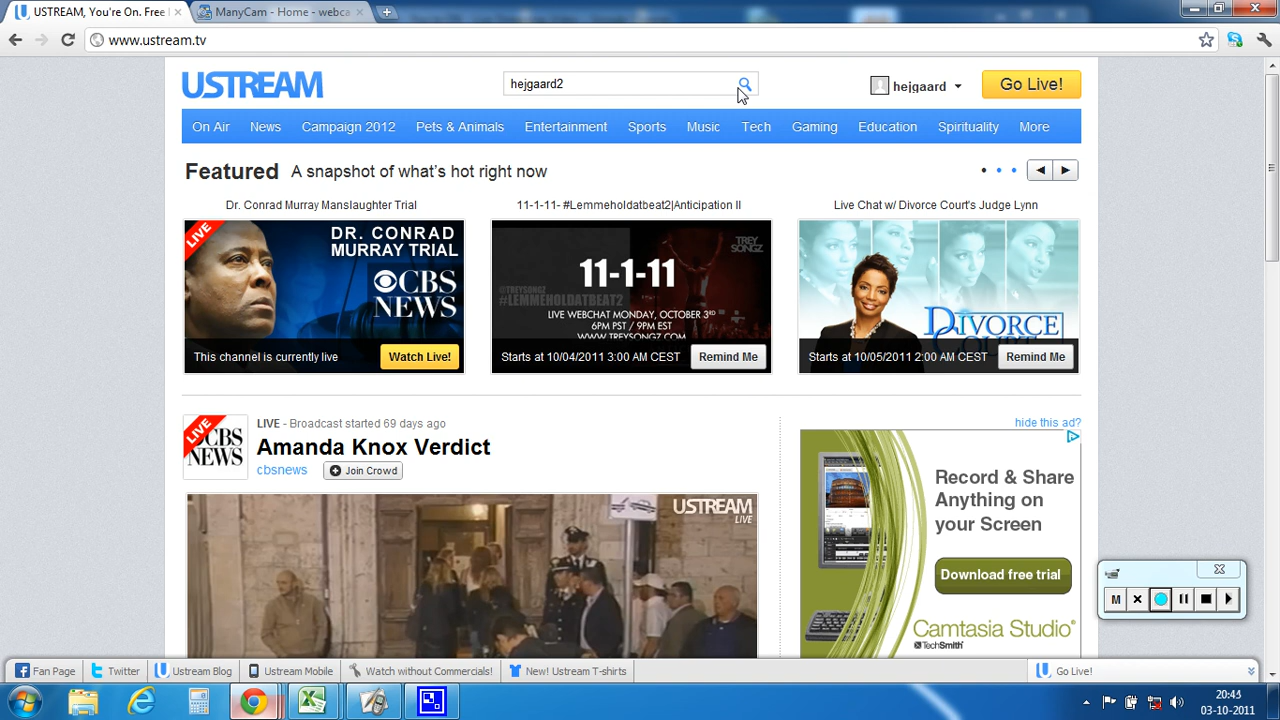 USTREAM, You're On. Free
ManyCam - Home - webca
www.ustream.tv
USTREAM
hejgaard2
hejgaard
Go Live!
On Air
News
Campaign 2012
Pets & Animals
Entertainment
Sports
Music
Tech
Gaming
Education
Spirituality
More
Featured A snapshot of what's hot right now
Dr. Conrad Murray Manslaughter Trial
LIVE
DR. CONRAD
MURRAY TRIAL
CBS
NEWS
This channel is currently live
Watch Live!
11-1-11- #Lemmeholdatbeat2|Anticipation II
TREY
SONGZ
11-1-11
@TREYSONGZ
#LEMMEHOLDATBEAT2
LIVE WEBCHAT MONDAY, OCTOBER 3RD
6PM PST / 9PM EST
WWW.TREYSONGZ.COM
Starts at 10/04/2011 3:00 AM CEST
Remind Me
Live Chat w/ Divorce Court's Judge Lynn
DIVORCE
Starts at 10/05/2011 2:00 AM CEST
Remind Me
LIVE
CBS
NEWS
LIVE - Broadcast started 69 days ago
Amanda Knox Verdict
cbsnews
Join Crowd
USTREAM
LIVE
hide this ad?
Record & Share
Anything on
your Screen
Download free trial
Camtasia Studio®
TechSmith®
M
Fan Page
Twitter
Ustream Blog
Ustream Mobile
Watch without Commercials!
New! Ustream T-shirts
Go Live!
20:43
03-10-2011